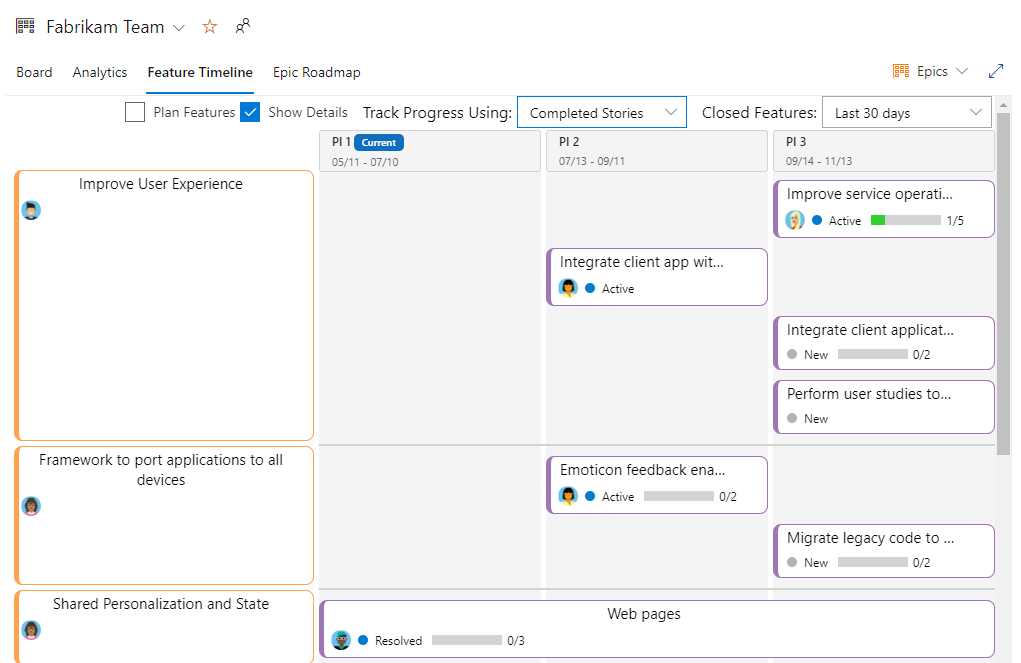 Fabrikam Team
Board Analytics Feature Timeline Epic Roadmap Epics
Plan Features Show Details Track Progress Using: Completed Stories Closed Features: Last 30 days
PI 1 Current PI 2 PI 3
05/11 - 07/10 07/13 - 09/11 09/14 - 11/13
Improve User Experience
Improve service operati...
Active 1/5
Integrate client app wit...
Active
Integrate client applicat...
New 0/2
Perform user studies to...
New
Framework to port applications to all
devices
Emoticon feedback ena...
Active 0/2
Migrate legacy code to ...
New 0/2
Shared Personalization and State
Web pages
Resolved 0/3